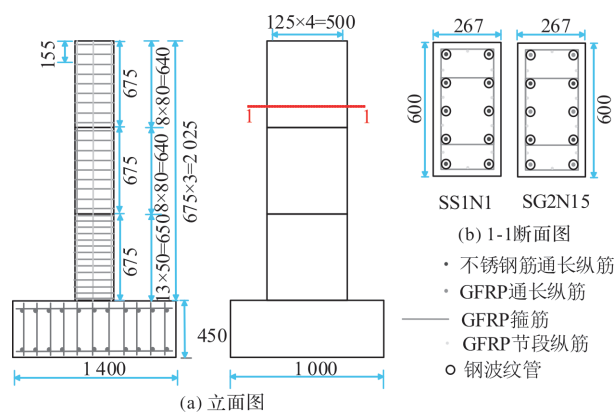 155
675
675
675
8×80=640
8×80=640
13×50=650
675×3=2 025
450
1 400
125×4=500
1
1
1 000
(a) 立面图
267
267
600
600
SS1N1
SG2N15
(b) 1-1断面图
不锈钢筋通长纵筋
GFRP通长纵筋
GFRP箍筋
GFRP节段纵筋
钢波纹管